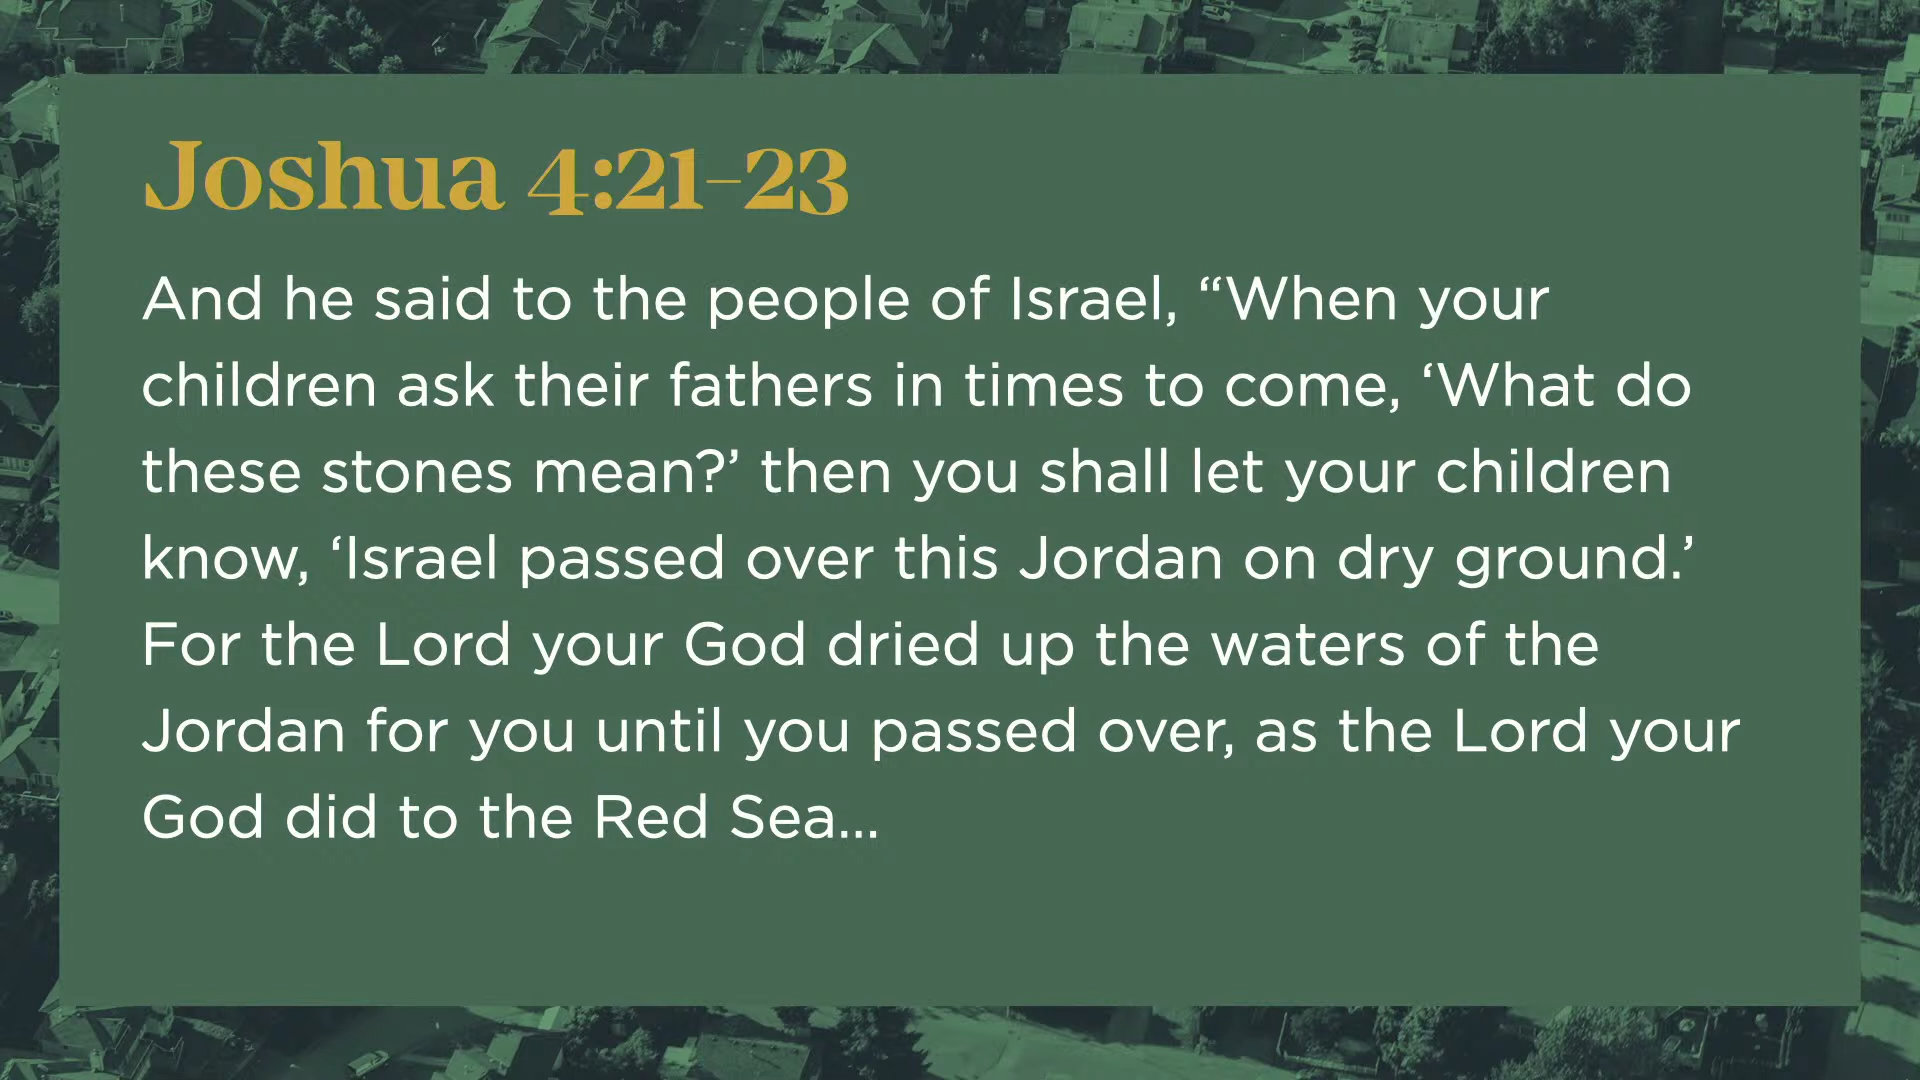 Joshua 4:21–23
And he said to the people of Israel, “When your
children ask their fathers in times to come, ‘What do
these stones mean?’ then you shall let your children
know, ‘Israel passed over this Jordan on dry ground.’
For the Lord your God dried up the waters of the
Jordan for you until you passed over, as the Lord your
God did to the Red Sea...